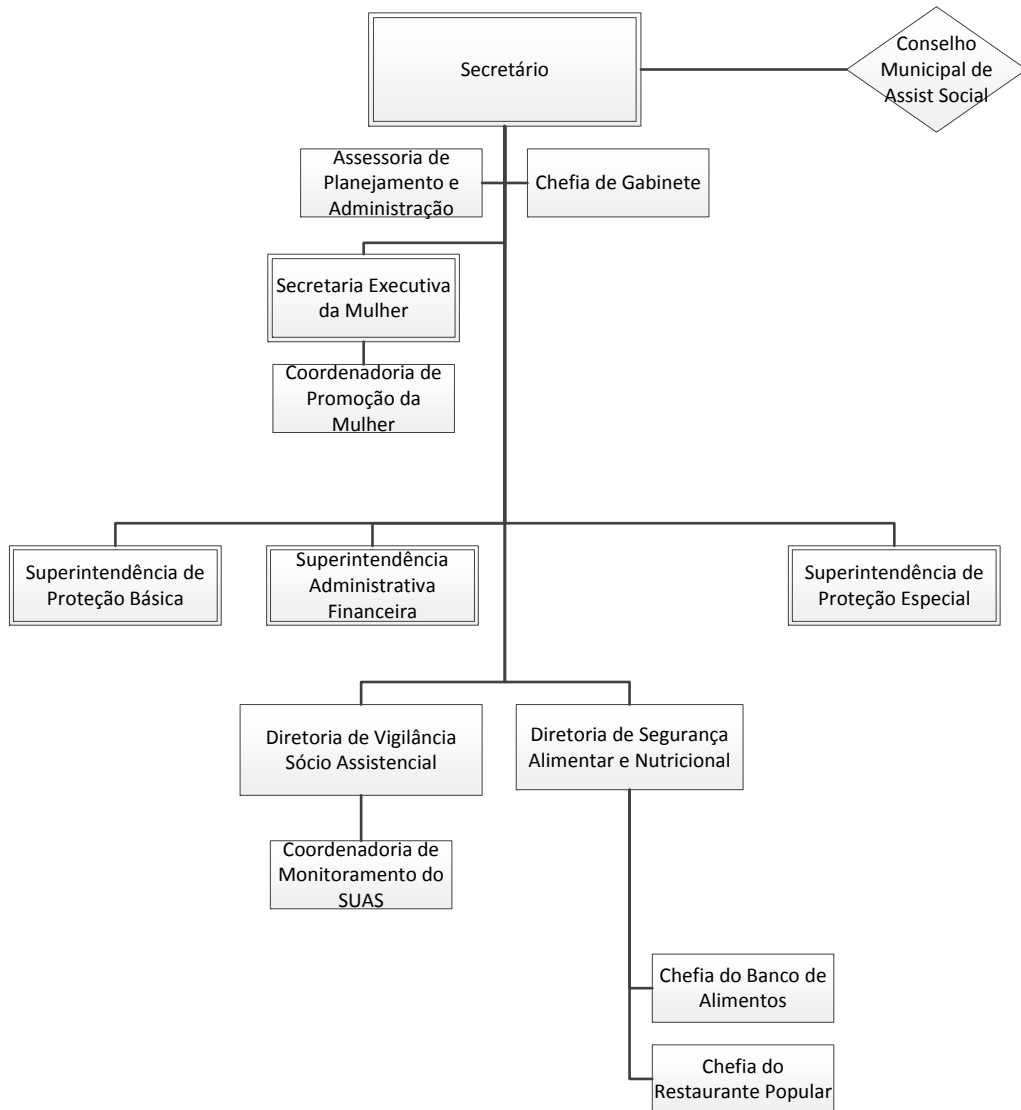 Secretário
Conselho
Municipal de
Assist Social
Assessoria de
Planejamento e
Administração
Chefia de Gabinete
Secretaria Executiva
da Mulher
Coordenadoria de
Promoção da
Mulher
Superintendência de
Proteção Básica
Superintendência
Administrativa
Financeira
Superintendência de
Proteção Especial
Diretoria de Vigilância
Sócio Assistencial
Diretoria de Segurança
Alimentar e Nutricional
Coordenadoria de
Monitoramento do
SUAS
Chefia do Banco de
Alimentos
Chefia do
Restaurante Popular